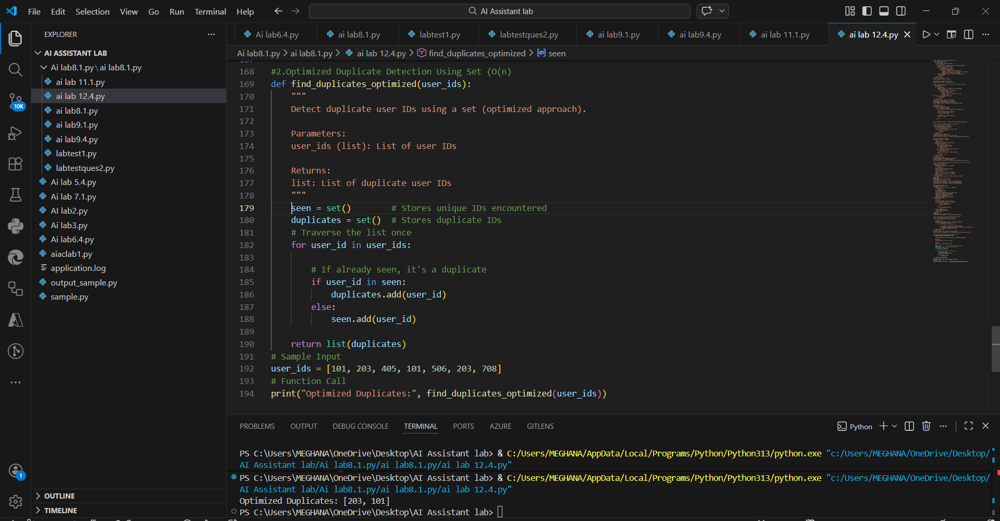 File Edit Selection View Go Run Terminal Help
AI Assistant lab
EXPLORER
AI ASSISTANT LAB
Ai lab8.1.py\ai lab8.1.py
ai lab 11.1.py
ai lab 12.4.py
ai lab8.1.py
ai lab9.1.py
ai lab9.4.py
labtest1.py
labtestques2.py
Ai lab 5.4.py
Ai lab 7.1.py
AI lab2.py
Ai lab3.py
Ai lab6.4.py
aiaclab1.py
application.log
output_sample.py
sample.py
OUTLINE
TIMELINE
10K
1
Ai lab6.4.py ai lab8.1.py labtest1.py labtestques2.py ai lab9.1.py ai lab9.4.py ai lab 11.1.py ai lab 12.4.py
Ai lab8.1.py > ai lab8.1.py > ai lab 12.4.py > find_duplicates_optimized > seen
167
168 #2.Optimized Duplicate Detection Using Set (O(n)
169 def find_duplicates_optimized(user_ids):
170     """
171     Detect duplicate user IDs using a set (optimized approach).
172
173     Parameters:
174     user_ids (list): List of user IDs
175
176     Returns:
177     list: List of duplicate user IDs
178     """
179     seen = set()        # Stores unique IDs encountered
180     duplicates = set()  # Stores duplicate IDs
181     # Traverse the list once
182     for user_id in user_ids:
183
184         # If already seen, it's a duplicate
185         if user_id in seen:
186             duplicates.add(user_id)
187         else:
188             seen.add(user_id)
189
190     return list(duplicates)
191 # Sample Input
192 user_ids = [101, 203, 405, 101, 506, 203, 708]
193 # Function Call
194 print("Optimized Duplicates:", find_duplicates_optimized(user_ids))
PROBLEMS OUTPUT DEBUG CONSOLE TERMINAL PORTS AZURE GITLENS
Python
PS C:\Users\MEGHANA\OneDrive\Desktop\AI Assistant lab> & C:/Users/MEGHANA/AppData/Local/Programs/Python/Python313/python.exe "c:/Users/MEGHANA/OneDrive/Desktop/
AI Assistant lab/Ai lab8.1.py/ai lab8.1.py/ai lab 12.4.py"
PS C:\Users\MEGHANA\OneDrive\Desktop\AI Assistant lab> & C:/Users/MEGHANA/AppData/Local/Programs/Python/Python313/python.exe "c:/Users/MEGHANA/OneDrive/Desktop/
AI Assistant lab/Ai lab8.1.py/ai lab8.1.py/ai lab 12.4.py"
Optimized Duplicates: [203, 101]
PS C:\Users\MEGHANA\OneDrive\Desktop\AI Assistant lab>